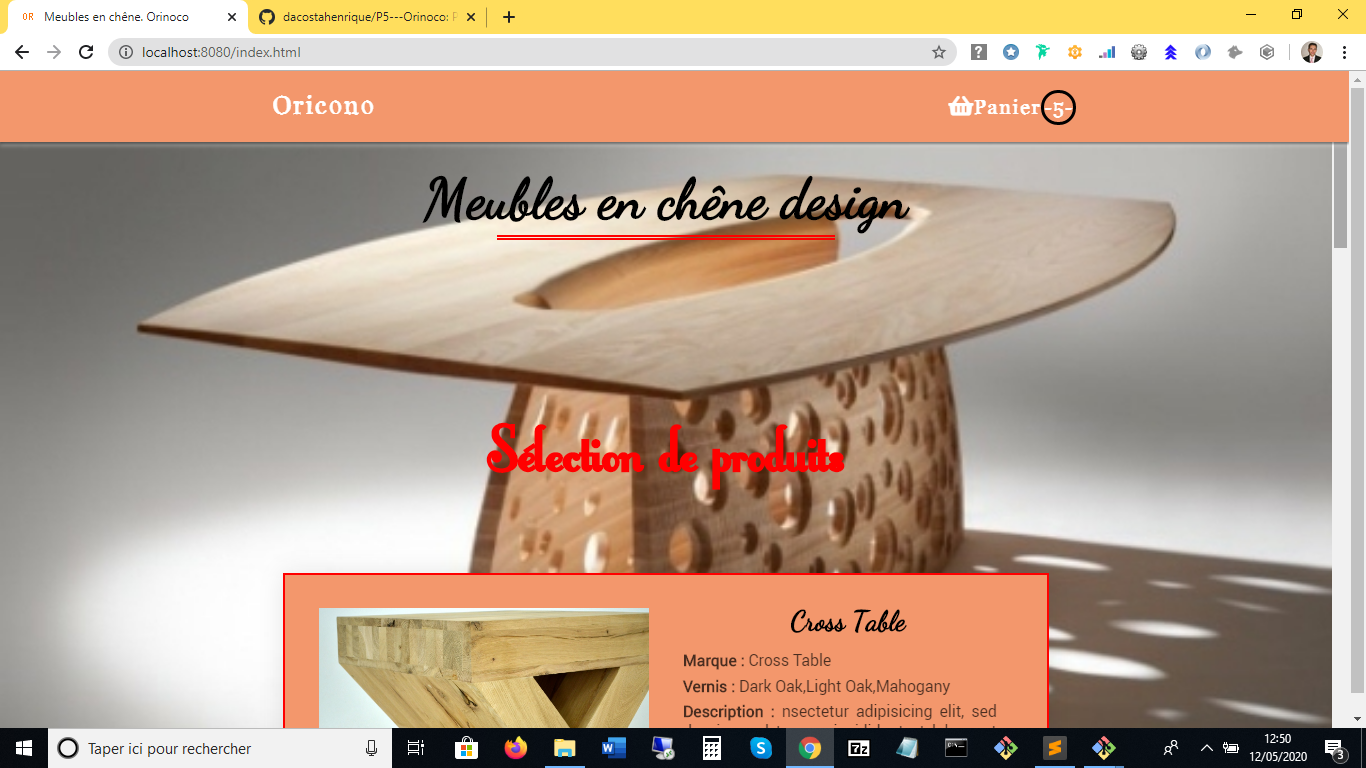 OR Meubles en chêne. Orinoco
dacostahenrique/P5---Orinoco: P
localhost:8080/index.html
Oricono
Panier -5-
Meubles en chêne design
Sélection de produits
Cross Table
Marque : Cross Table
Vernis : Dark Oak,Light Oak,Mahogany
Description : nsectetur adipisicing elit, sed
Taper ici pour rechercher
12:50
12/05/2020
3